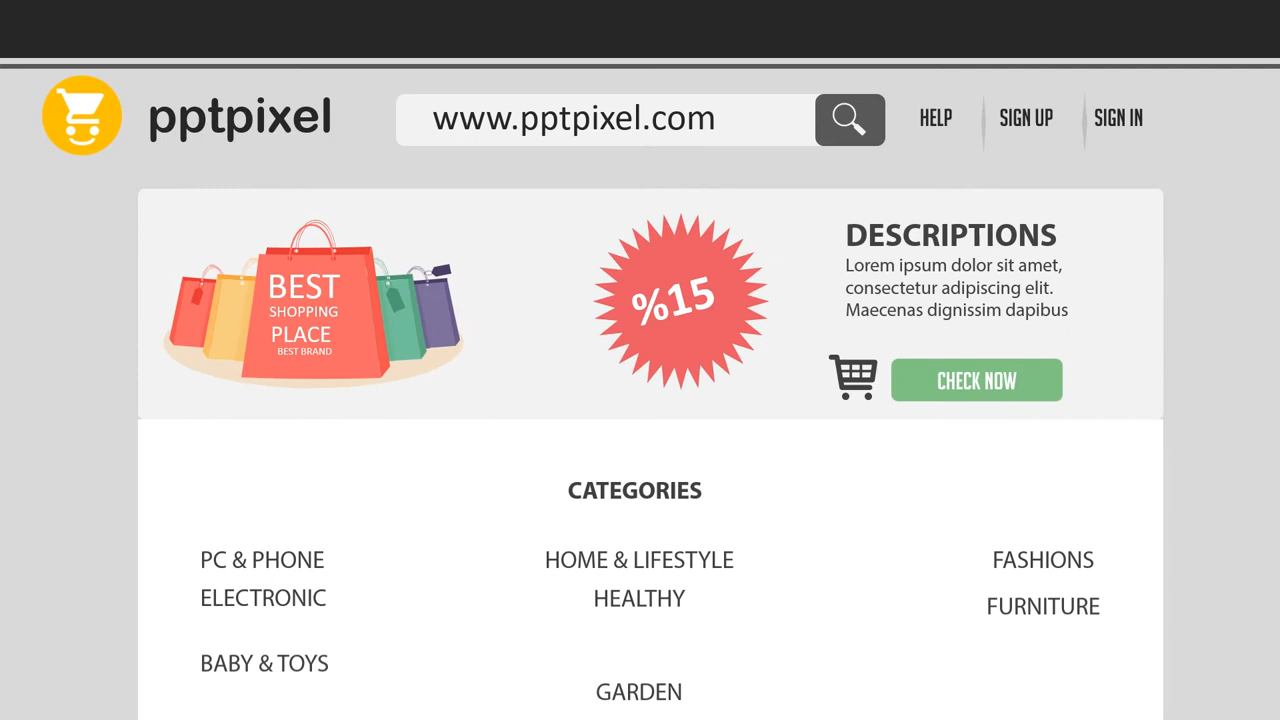 pptpixel
www.pptpixel.com
HELP
SIGN UP
SIGN IN
BEST
SHOPPING
PLACE
BEST BRAND
%15
DESCRIPTIONS
Lorem ipsum dolor sit amet,
consectetur adipiscing elit.
Maecenas dignissim dapibus
CHECK NOW
CATEGORIES
PC & PHONE
HOME & LIFESTYLE
FASHIONS
ELECTRONIC
HEALTHY
FURNITURE
BABY & TOYS
GARDEN